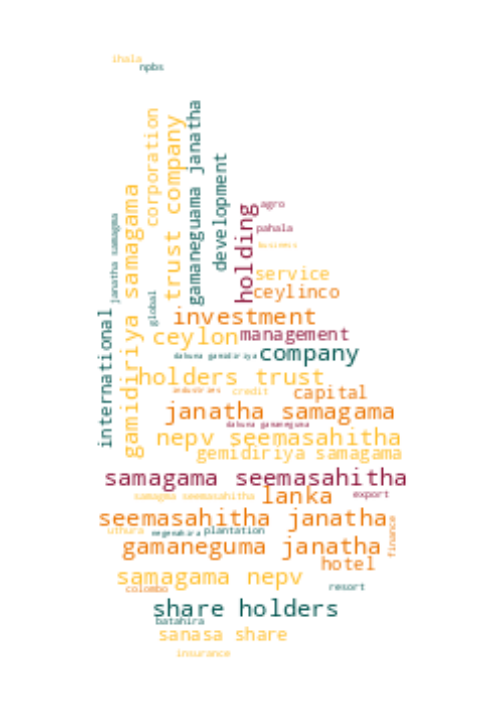 ihala
npbs
corporation
trust company
gamaneguama janatha
development
gamidiriya samagama
janatha samagma
international
global
holding
agro
pahala
business
service
ceylinco
investment
ceylon
management
dakuna gamidiriya
company
holders trust
industries
credit
capital
janatha samagama
dakuna gamaneguma
nepv seemasahitha
gemidiriya samagama
samagama seemasahitha
samagma seemasahitha
lanka
export
seemasahitha janatha
uthura
negenahira
plantation
finance
gamaneguma janatha
hotel
samagama nepv
colombo
resort
share holders
batahira
sanasa share
insurance